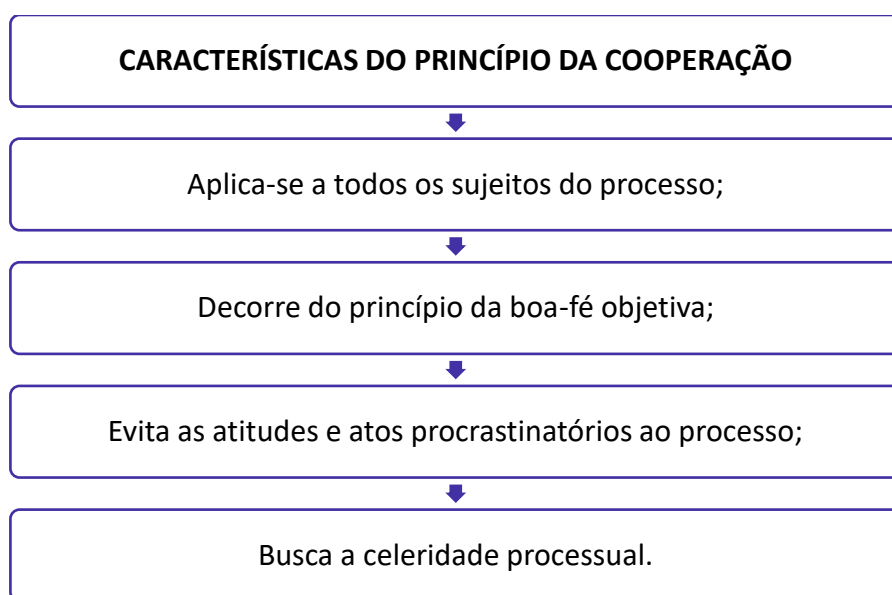 CARACTERÍSTICAS DO PRINCÍPIO DA COOPERAÇÃO
Aplica-se a todos os sujeitos do processo;
Decorre do princípio da boa-fé objetiva;
Evita as atitudes e atos procrastinatórios ao processo;
Busca a celeridade processual.